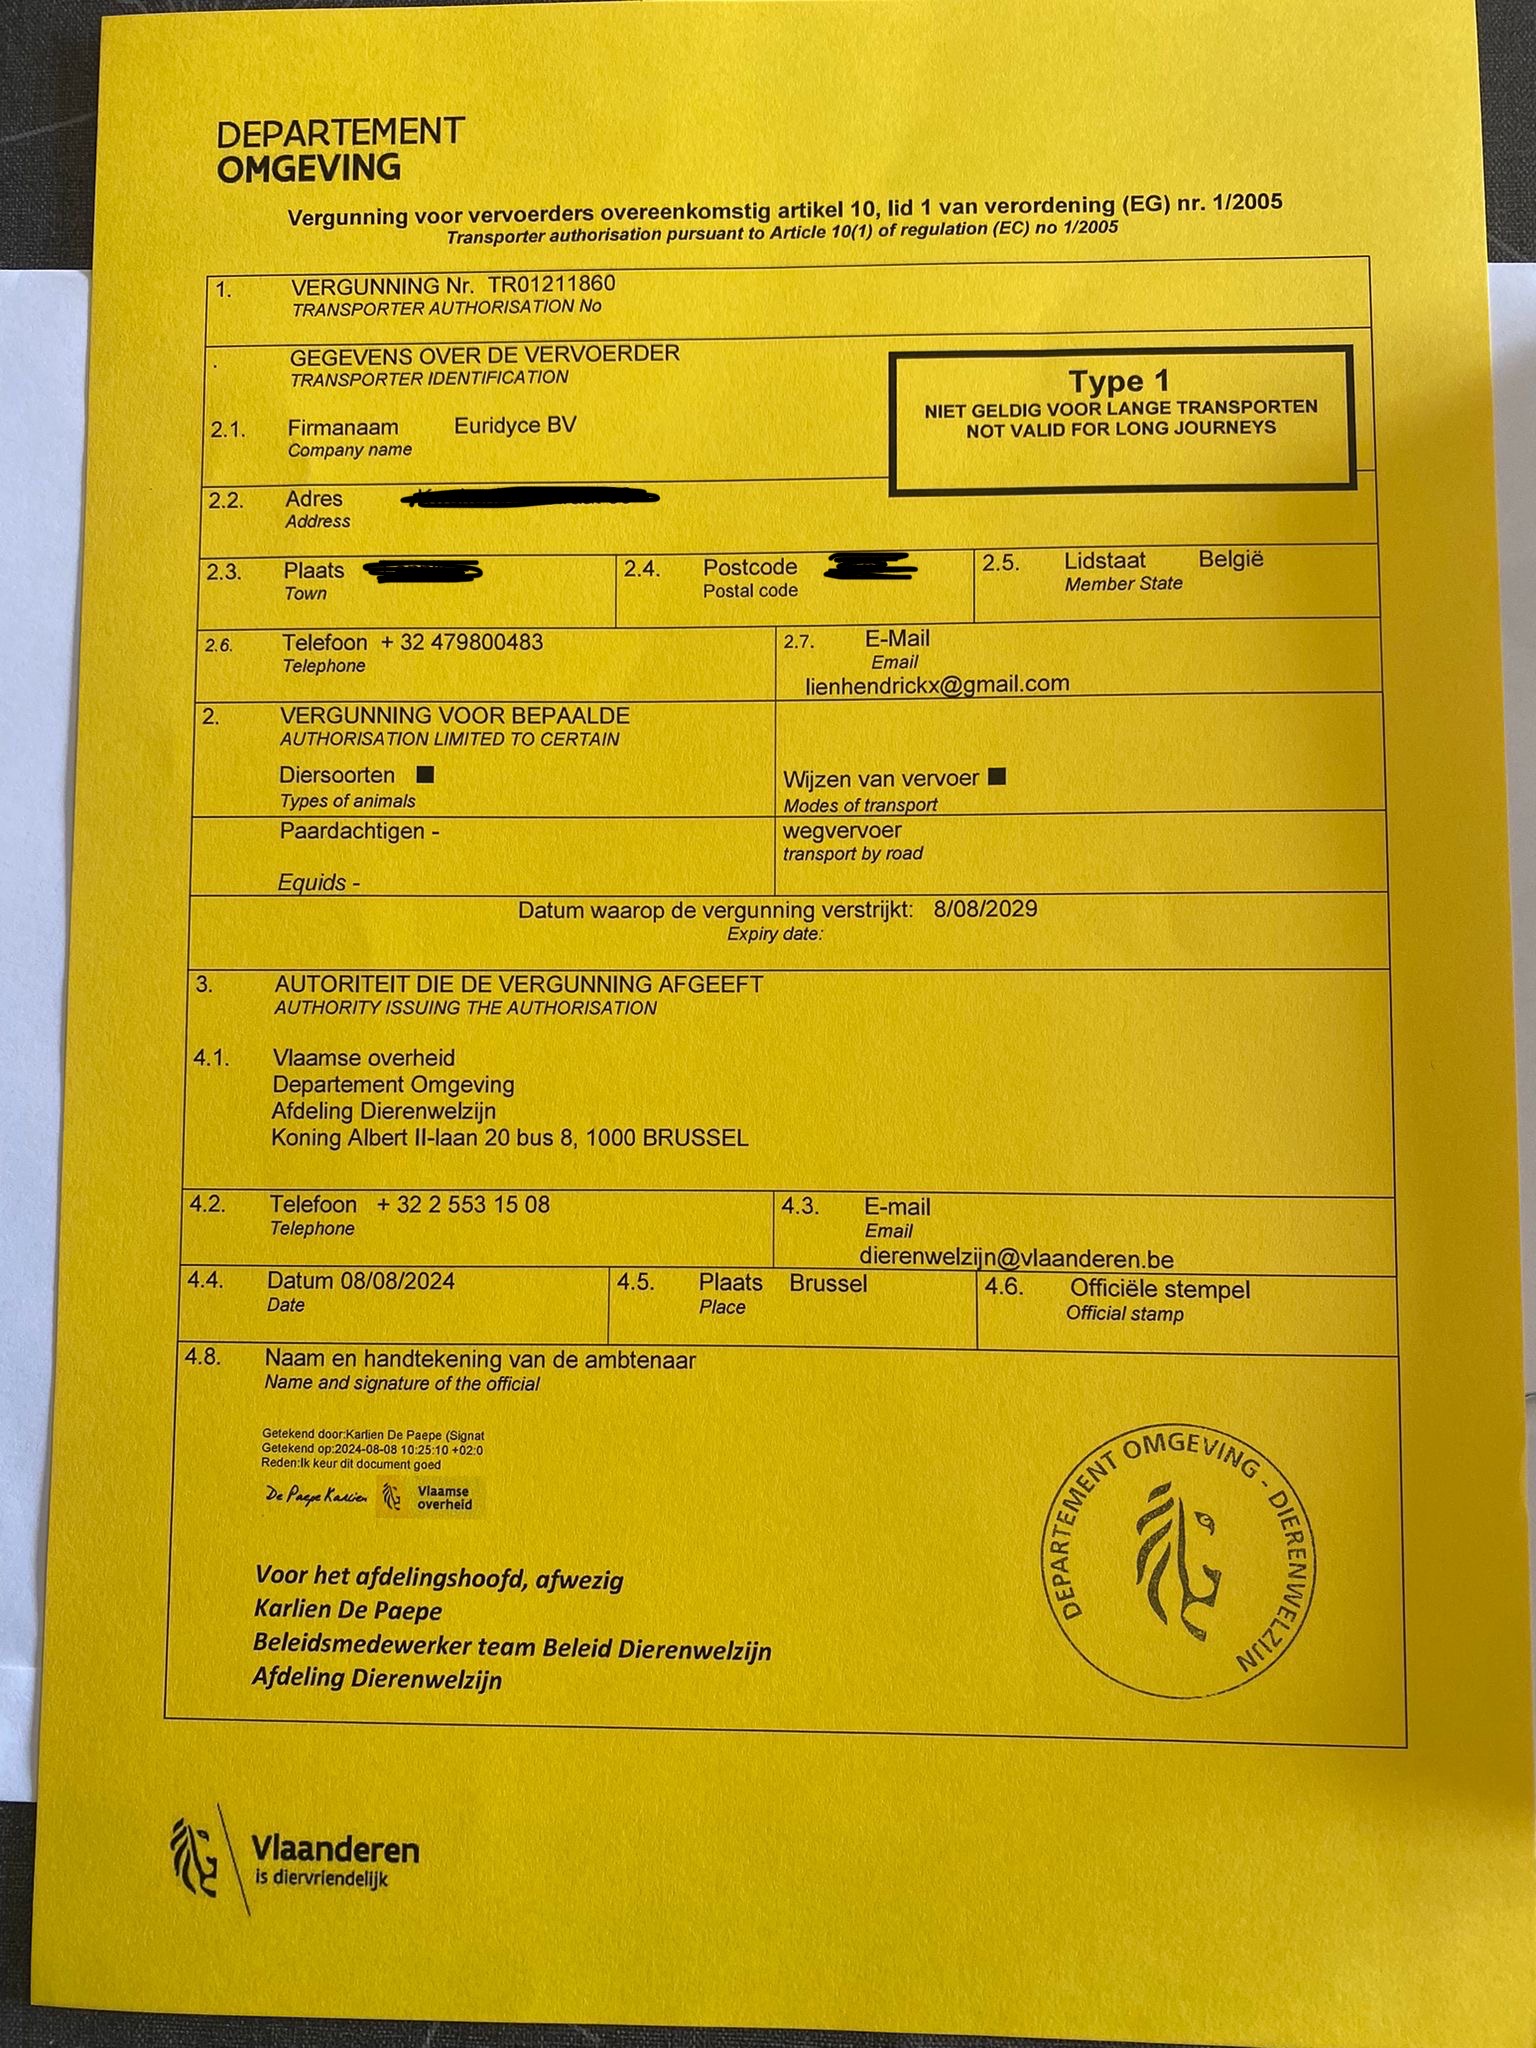 DEPARTEMENT
OMGEVING
Vergunning voor vervoerders overeenkomstig artikel 10, lid 1 van verordening (EG) nr. 1/2005
Transporter authorisation pursuant to Article 10(1) of regulation (EC) no 1/2005
1. VERGUNNING Nr. TR01211860
TRANSPORTER AUTHORISATION No
. GEGEVENS OVER DE VERVOERDER
TRANSPORTER IDENTIFICATION
Type 1
NIET GELDIG VOOR LANGE TRANSPORTEN
NOT VALID FOR LONG JOURNEYS
2.1. Firmanaam Euridyce BV
Company name
2.2. Adres
Address
2.3. Plaats
Town
2.4. Postcode
Postal code
2.5. Lidstaat België
Member State
2.6. Telefoon + 32 479800483
Telephone
2.7. E-Mail
Email
lienhendrickx@gmail.com
2. VERGUNNING VOOR BEPAALDE
AUTHORISATION LIMITED TO CERTAIN
Diersoorten ■
Types of animals
Wijzen van vervoer ■
Modes of transport
Paardachtigen -
Equids -
wegvervoer
transport by road
Datum waarop de vergunning verstrijkt: 8/08/2029
Expiry date:
3. AUTORITEIT DIE DE VERGUNNING AFGEEFT
AUTHORITY ISSUING THE AUTHORISATION
4.1. Vlaamse overheid
Departement Omgeving
Afdeling Dierenwelzijn
Koning Albert II-laan 20 bus 8, 1000 BRUSSEL
4.2. Telefoon + 32 2 553 15 08
Telephone
4.3. E-mail
Email
dierenwelzijn@vlaanderen.be
4.4. Datum 08/08/2024
Date
4.5. Plaats Brussel
Place
4.6. Officiële stempel
Official stamp
4.8. Naam en handtekening van de ambtenaar
Name and signature of the official
Getekend door:Karlien De Paepe (Signat
Getekend op:2024-08-08 10:25:10 +02:0
Reden:Ik keur dit document goed
De Paepe Karlien
Vlaamse
overheid
Voor het afdelingshoofd, afwezig
Karlien De Paepe
Beleidsmedewerker team Beleid Dierenwelzijn
Afdeling Dierenwelzijn
DEPARTEMENT OMGEVING - DIERENWELZIJN
Vlaanderen
is diervriendelijk